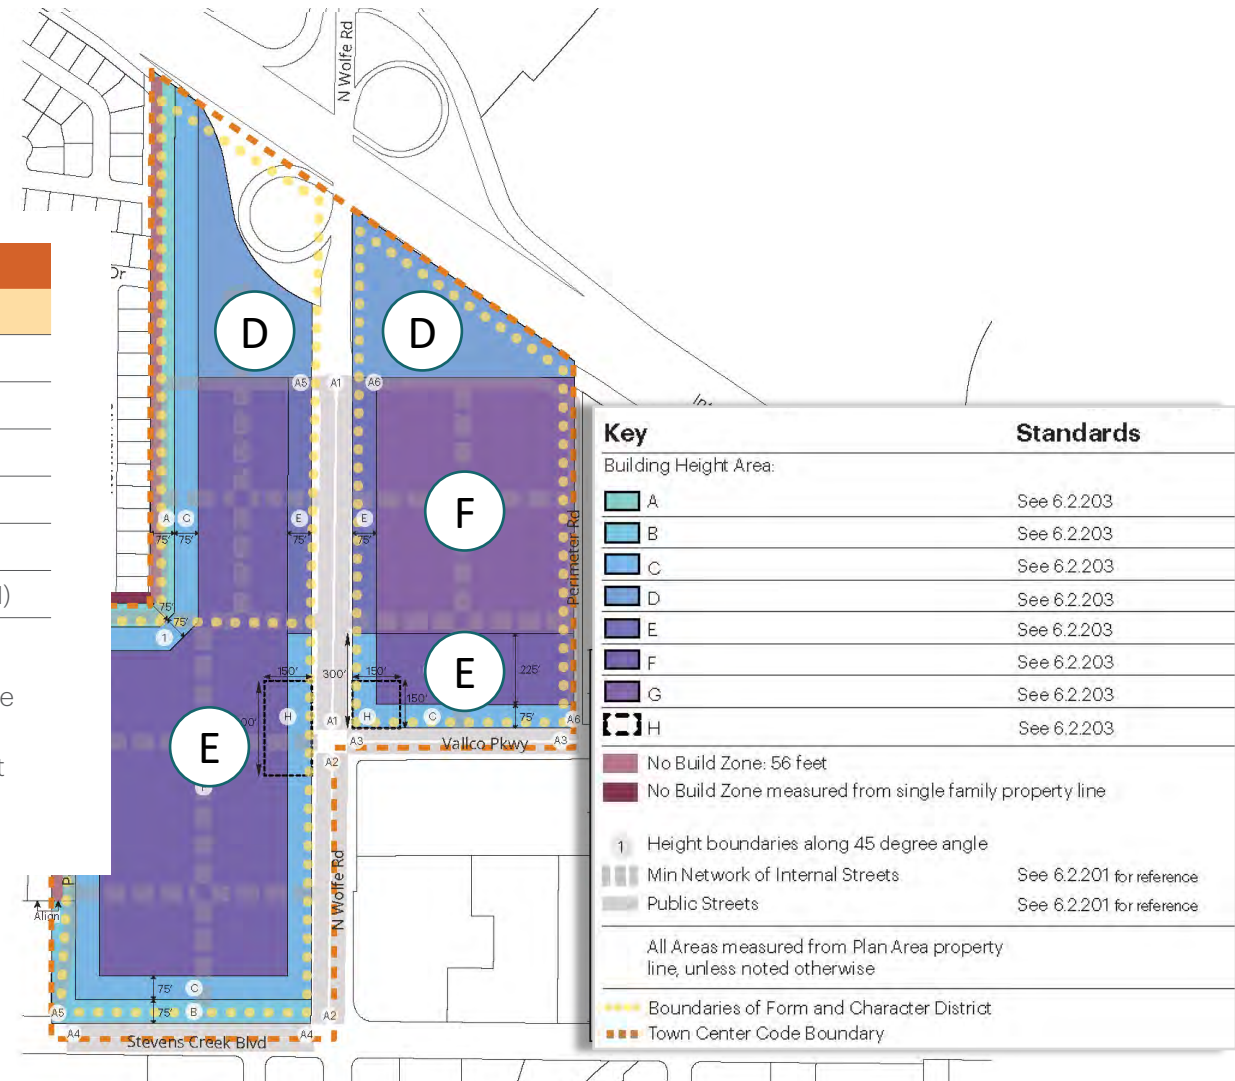 N Wolfe Rd
Dr
D
D
A5
A1
A6
F
A
C
E
E
75'
75'
75'
75'
Perimeter Rd
75'
75'
1
E
225'
150'
300'
150'
150'
H
H
C
75'
A1
A6
E
A3
Vallco Pkwy
A3
A2
N Wolfe Rd
Align
75'
C
75'
B
A5
A2
A4
A4
Stevens Creek Blvd
)
e
t
Key
Standards
Building Height Area:
A See 6.2.203
B See 6.2.203
C See 6.2.203
D See 6.2.203
E See 6.2.203
F See 6.2.203
G See 6.2.203
H See 6.2.203
No Build Zone: 56 feet
No Build Zone measured from single family property line
1 Height boundaries along 45 degree angle
Min Network of Internal Streets See 6.2.201 for reference
Public Streets See 6.2.201 for reference
All Areas measured from Plan Area property
line, unless noted otherwise
Boundaries of Form and Character District
Town Center Code Boundary